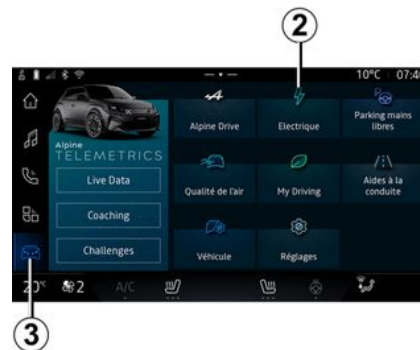 2
10°C 07:40
Alpine
TELEMETRICS
Live Data
Coaching
Challenges
Alpine Drive
Electrique
Parking mains
libres
Qualité de l'air
My Driving
Aides à la
conduite
Véhicule
Réglages
20°C 2 A/C
3